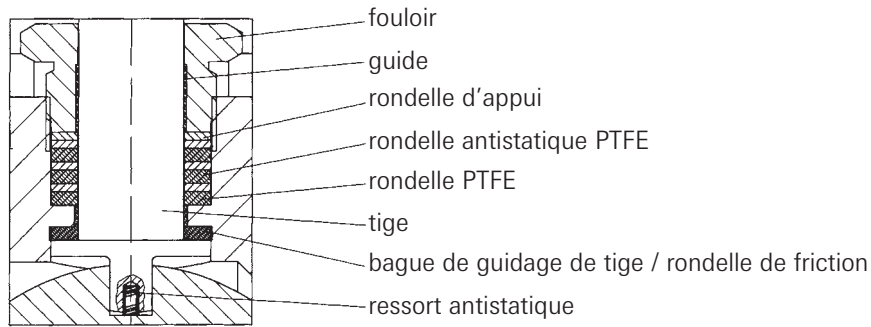 fouloir
guide
rondelle d'appui
rondelle antistatique PTFE
rondelle PTFE
tige
bague de guidage de tige / rondelle de friction
ressort antistatique